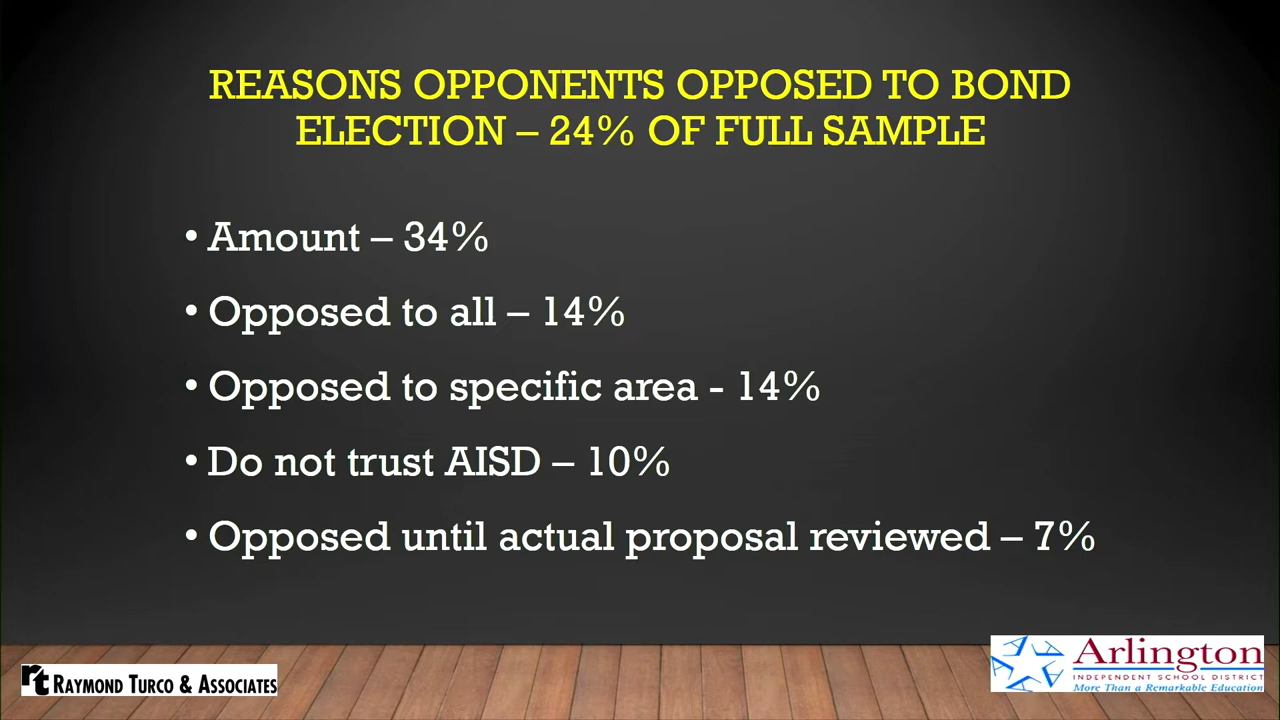 REASONS OPPONENTS OPPOSED TO BOND
ELECTION – 24% OF FULL SAMPLE
• Amount – 34%
• Opposed to all – 14%
• Opposed to specific area - 14%
• Do not trust AISD – 10%
• Opposed until actual proposal reviewed – 7%
rt RAYMOND TURCO & ASSOCIATES
Arlington
INDEPENDENT SCHOOL DISTRICT
More Than a Remarkable Education